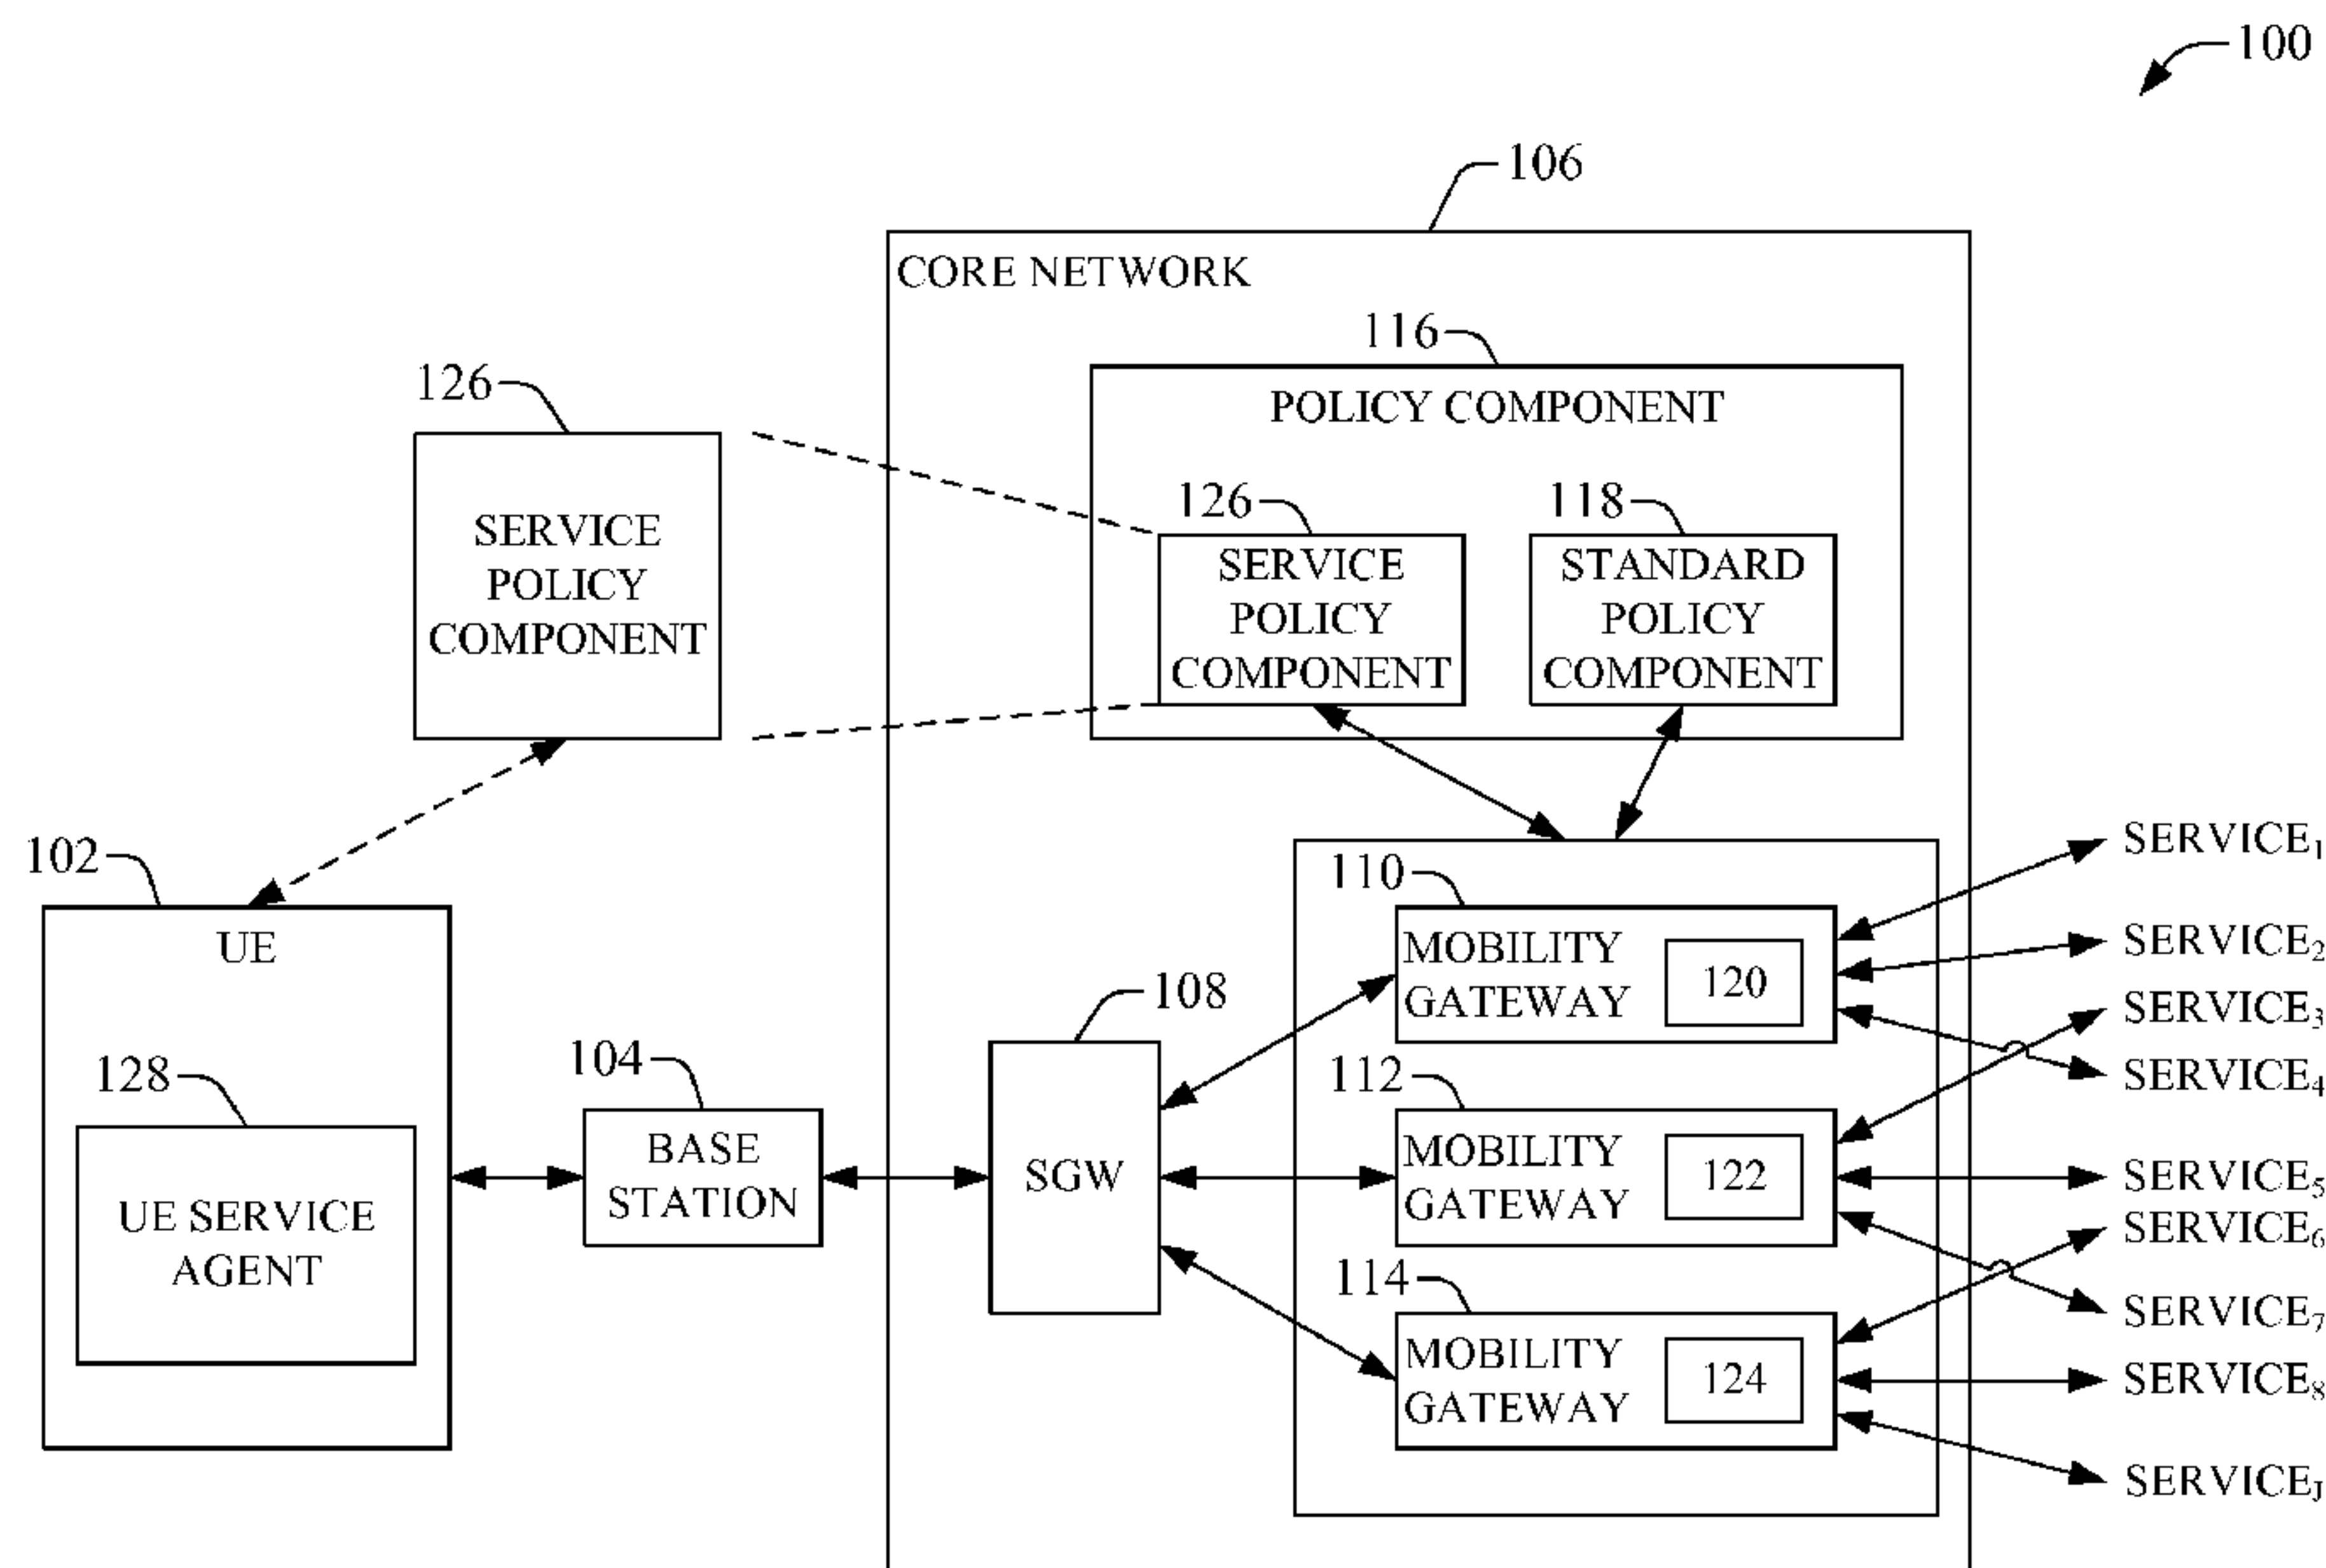 100
106
CORE NETWORK
116
POLICY COMPONENT
126
SERVICE
POLICY
COMPONENT
126
SERVICE
POLICY
COMPONENT
118
STANDARD
POLICY
COMPONENT
102
UE
128
UE SERVICE
AGENT
104
BASE
STATION
108
SGW
110
MOBILITY
GATEWAY
120
112
MOBILITY
GATEWAY
122
114
MOBILITY
GATEWAY
124
SERVICE₁
SERVICE₂
SERVICE₃
SERVICE₄
SERVICE₅
SERVICE₆
SERVICE₇
SERVICE₈
SERVICEJ